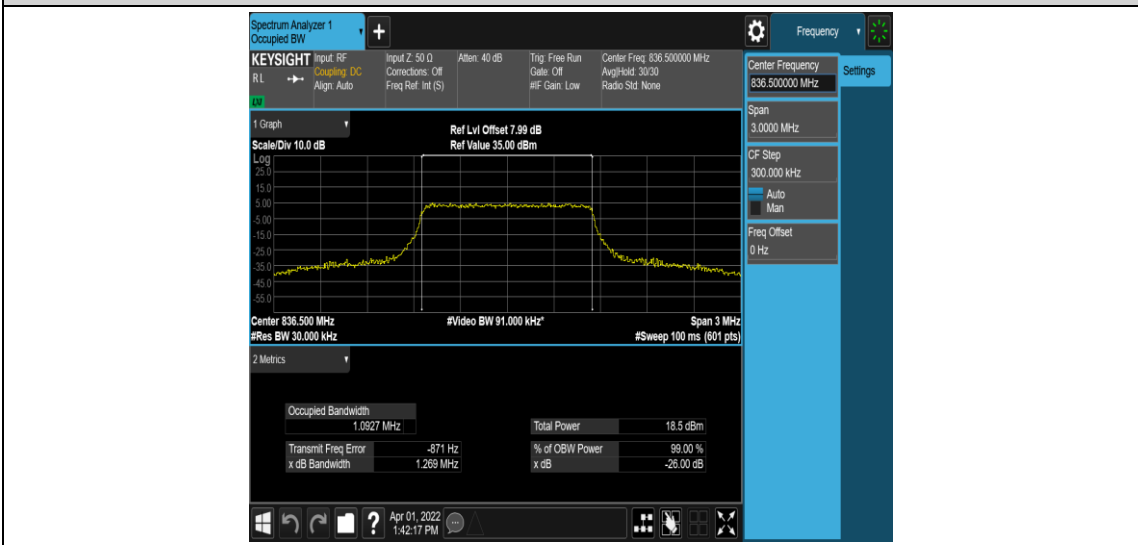 Spectrum Analyzer 1
Occupied BW
Frequency
KEYSIGHT
RL
LXI
Input: RF
Coupling: DC
Align: Auto
Input Z: 50 Ω
Corrections: Off
Freq Ref: Int (S)
Atten: 40 dB
Trig: Free Run
Gate: Off
#IF Gain: Low
Center Freq: 836.500000 MHz
Avg|Hold: 30/30
Radio Std: None
Center Frequency
836.500000 MHz
Settings
Span
3.0000 MHz
CF Step
300.000 kHz
Auto
Man
Freq Offset
0 Hz
1 Graph
Scale/Div 10.0 dB
Ref Lvl Offset 7.99 dB
Ref Value 35.00 dBm
Log
25.0
15.0
5.00
-5.00
-15.0
-25.0
-35.0
-45.0
-55.0
Center 836.500 MHz
#Video BW 91.000 kHz*
Span 3 MHz
#Res BW 30.000 kHz
#Sweep 100 ms (601 pts)
2 Metrics
Occupied Bandwidth
1.0927 MHz
Total Power 18.5 dBm
Transmit Freq Error -871 Hz
% of OBW Power 99.00 %
x dB Bandwidth 1.269 MHz
x dB -26.00 dB
?
Apr 01, 2022
1:42:17 PM